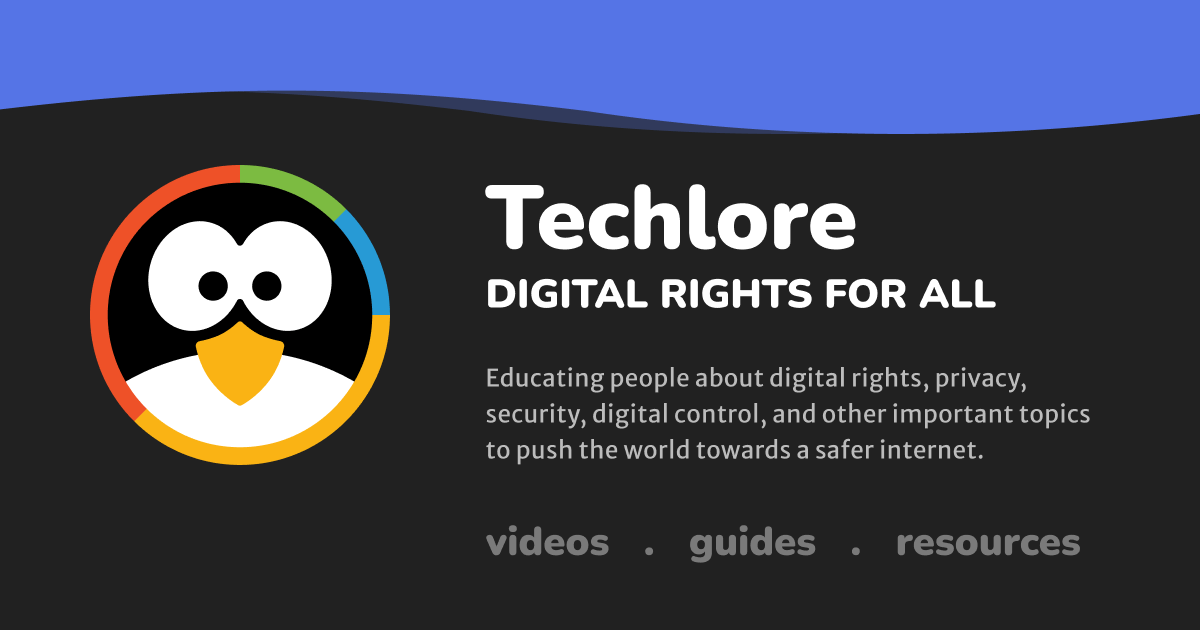 Techlore
DIGITAL RIGHTS FOR ALL
Educating people about digital rights, privacy,
security, digital control, and other important topics
to push the world towards a safer internet.
videos . guides . resources